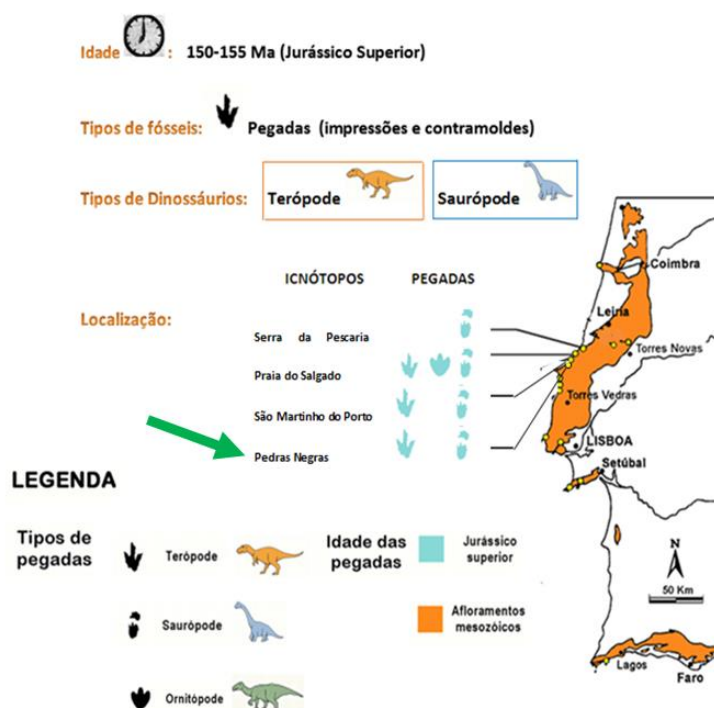 Idade : 150-155 Ma (Jurássico Superior)
Tipos de fósseis: Pegadas (impressões e contramoldes)
Tipos de Dinossáurios: Terópode Saurópode
ICNÓTOPOS PEGADAS
Localização:
Serra da Pescaria
Praia do Salgado
São Martinho do Porto
Pedras Negras
Coimbra
Leiria
Torres Novas
Torres Vedras
LISBOA
Setúbal
N
50 Km
Lagos
Faro
LEGENDA
Tipos de
pegadas
Terópode
Saurópode
Ornitópode
Idade das
pegadas
Jurássico
superior
Afloramentos
mesozóicos